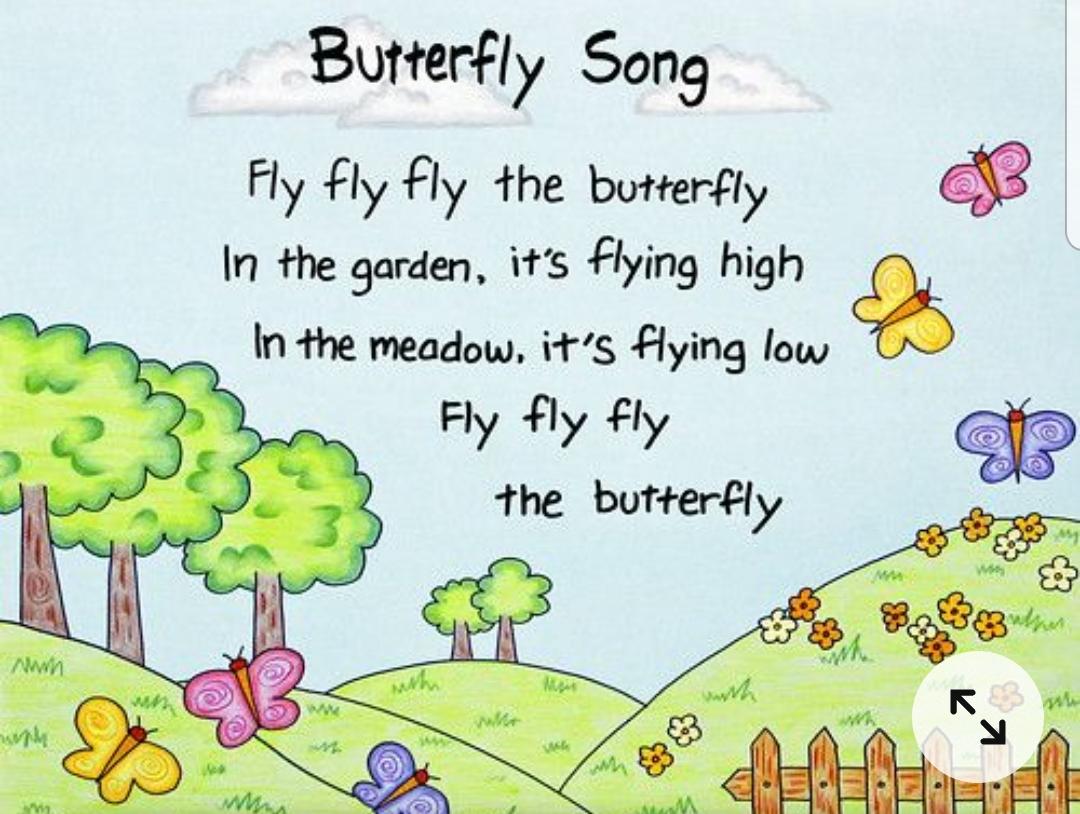 Butterfly Song
Fly fly fly the butterfly
In the garden, it's flying high
In the meadow, it's flying low
Fly fly fly
the butterfly